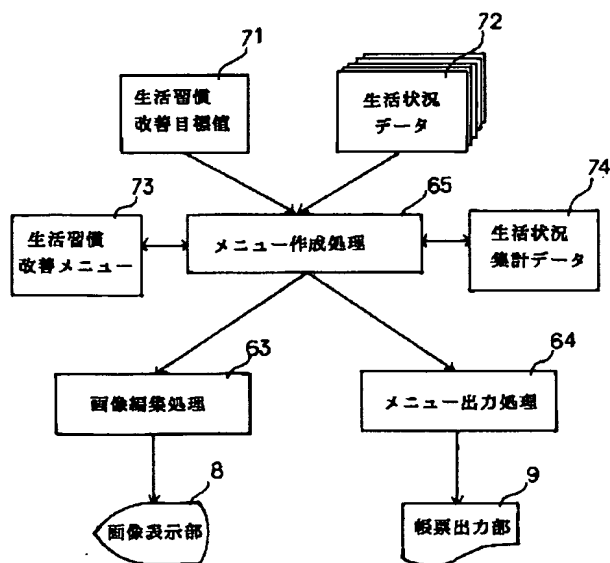 71
72
生活習慣
改善目標値
生活状況
データ
73
65
74
生活習慣
改善メニュー
メニュー作成処理
生活状況
集計データ
63
64
画像編集処理
メニュー出力処理
8
9
画像表示部
帳票出力部